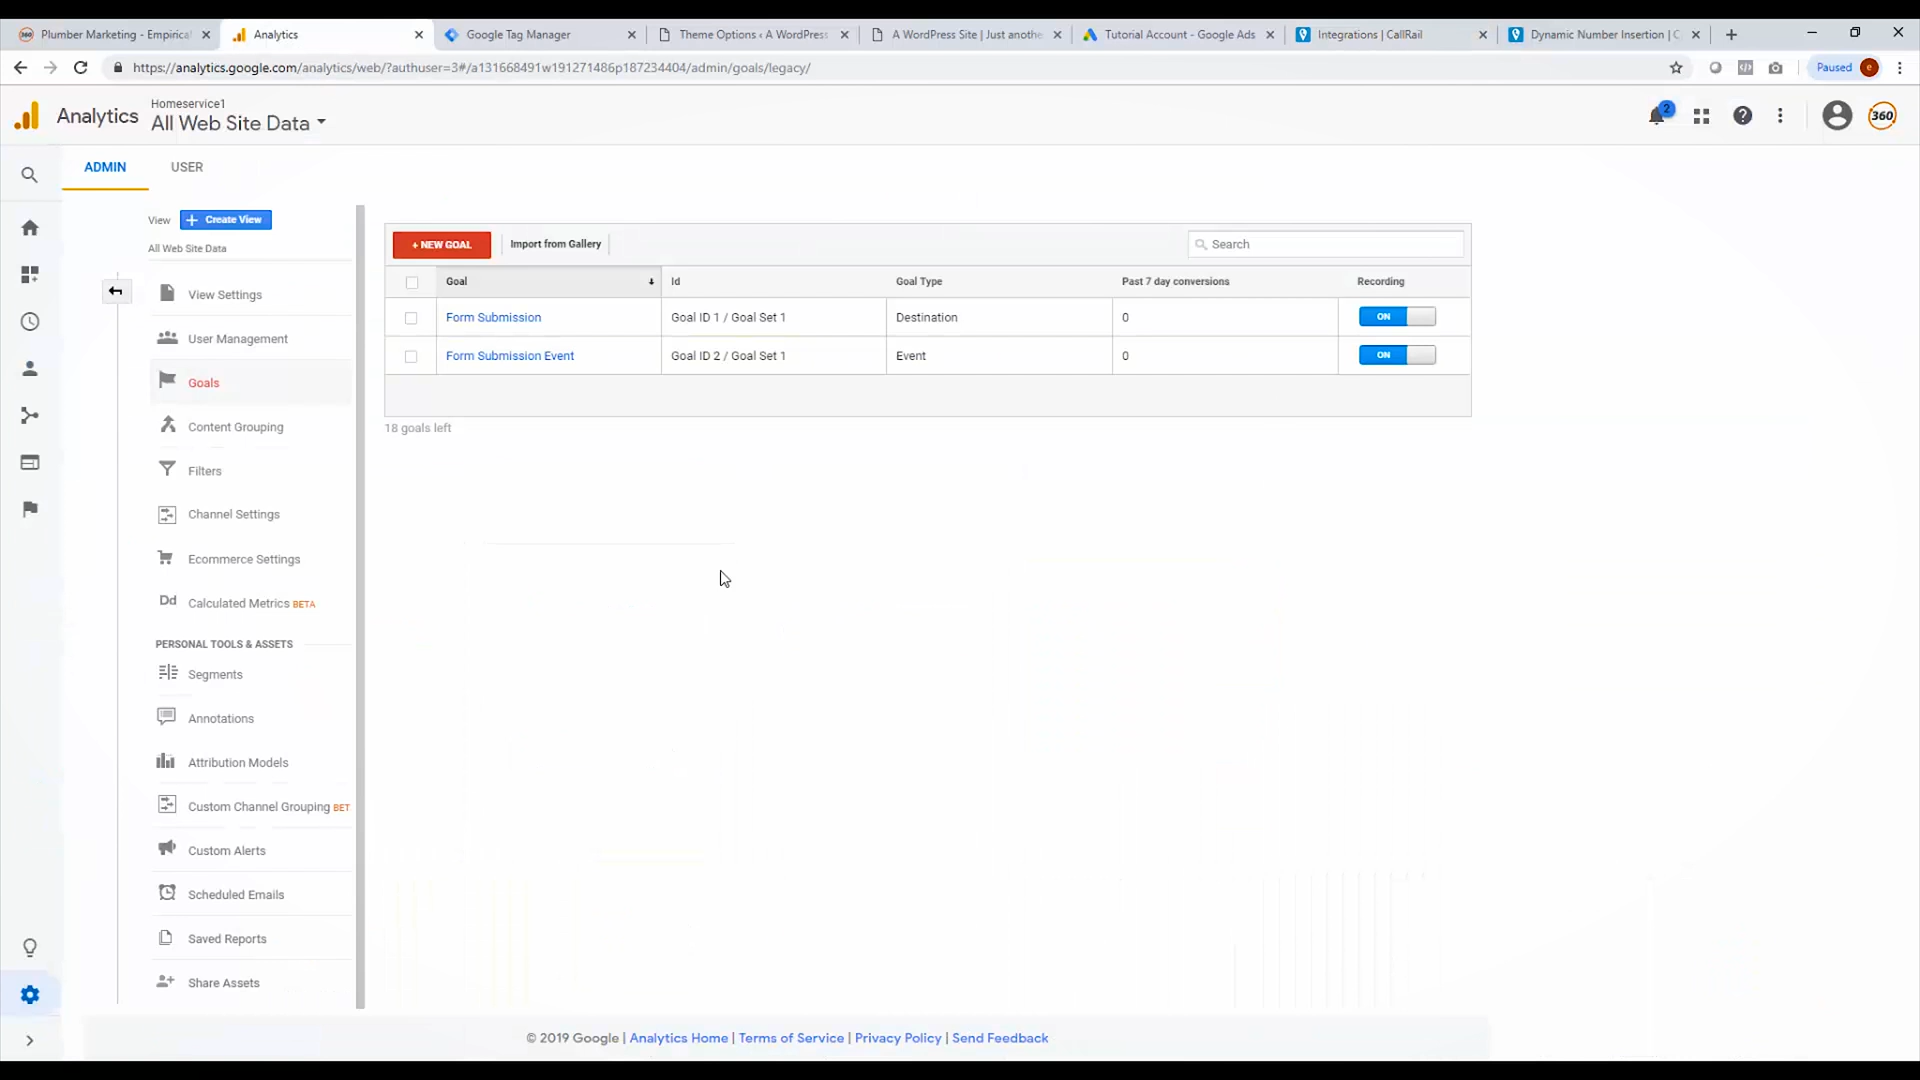 Plumber Marketing - Empirical
Analytics
Google Tag Manager
Theme Options ‹ A WordPress
A WordPress Site | Just anothe
Tutorial Account - Google Ads
Integrations | CallRail
Dynamic Number Insertion | C
https://analytics.google.com/analytics/web/?authuser=3#/a131668491w191271486p187234404/admin/goals/legacy/
Paused
e
Analytics
Homeservice1
All Web Site Data
2
360
ADMIN
USER
View
+ Create View
All Web Site Data
View Settings
User Management
Goals
Content Grouping
Filters
Channel Settings
Ecommerce Settings
Dd Calculated Metrics BETA
PERSONAL TOOLS & ASSETS
Segments
Annotations
Attribution Models
Custom Channel Grouping BET
Custom Alerts
Scheduled Emails
Saved Reports
Share Assets
+ NEW GOAL
Import from Gallery
Search
Goal Id Goal Type Past 7 day conversions Recording
Form Submission Goal ID 1 / Goal Set 1 Destination 0 ON
Form Submission Event Goal ID 2 / Goal Set 1 Event 0 ON
18 goals left
© 2019 Google | Analytics Home | Terms of Service | Privacy Policy | Send Feedback